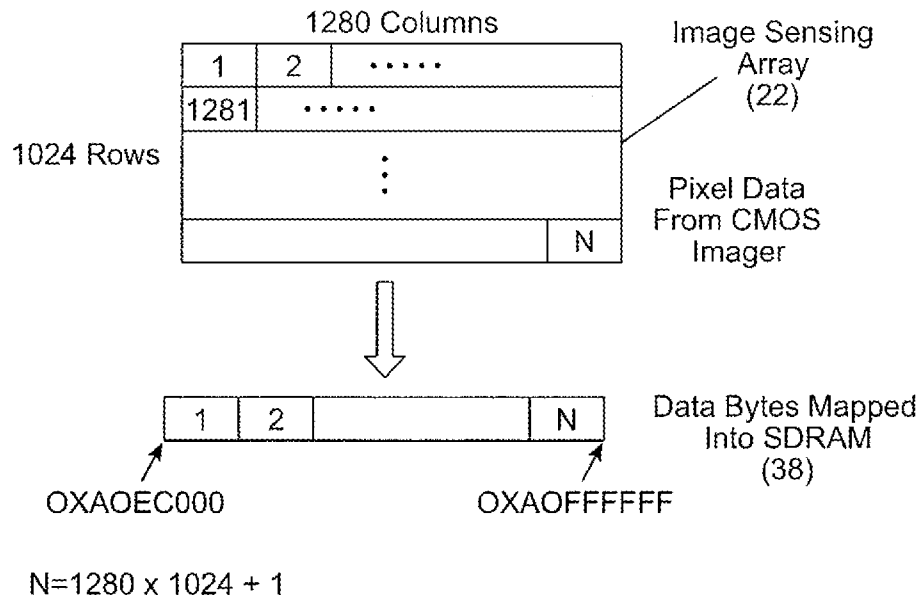 1280 Columns
1 2 .....
1281 .....
1024 Rows
N
Image Sensing
Array
(22)
Pixel Data
From CMOS
Imager
1 2 N
Data Bytes Mapped
Into SDRAM
(38)
OXAOEC000 OXAOFFFFFF
N=1280 x 1024 + 1